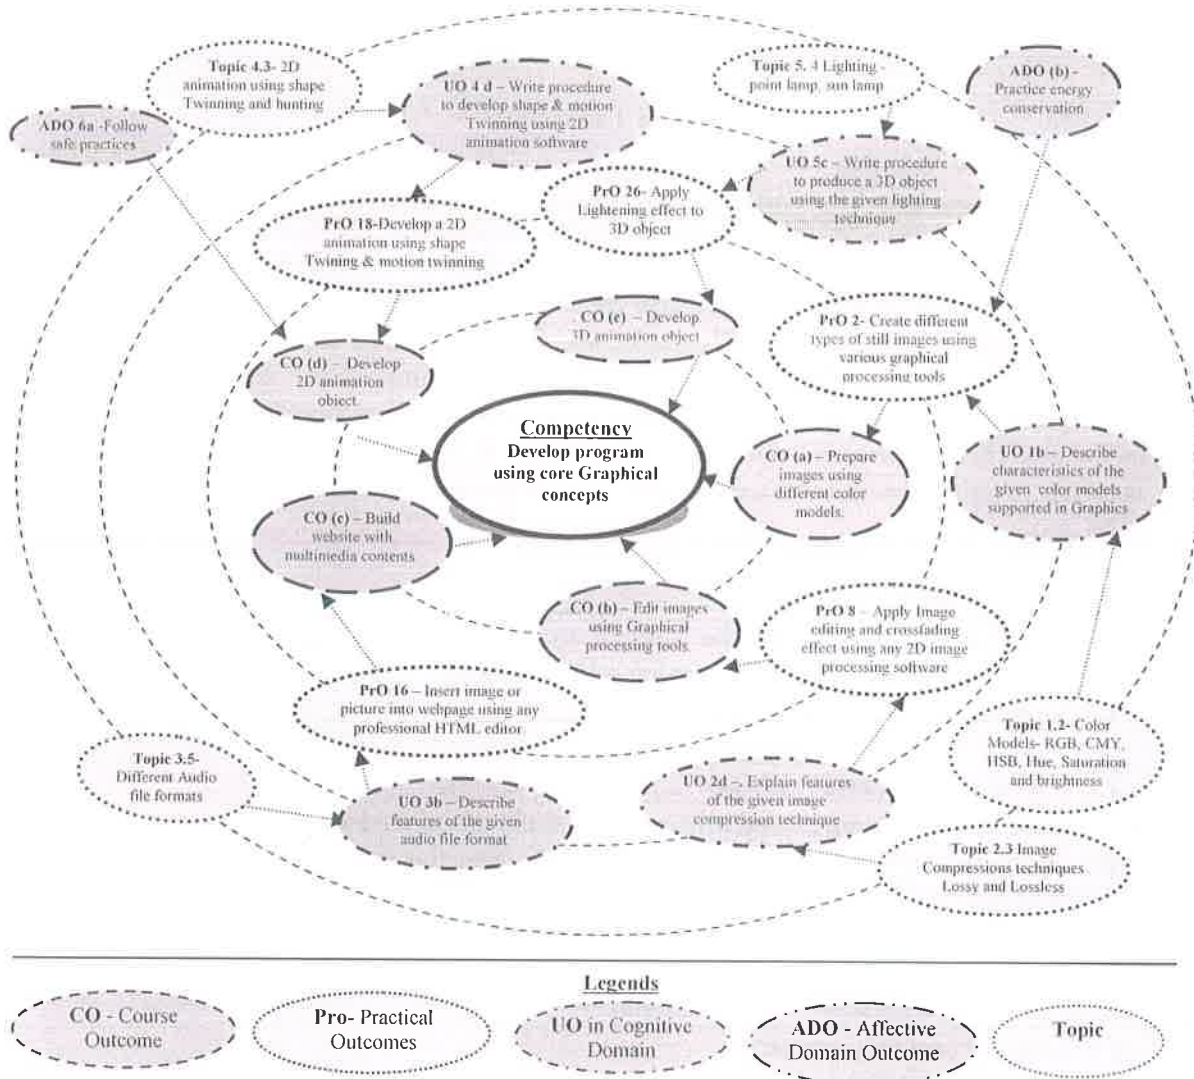 Topic 4.3- 2D
animation using shape
Twinning and hunting
UO 4 d – Write procedure
to develop shape & motion
Twinning using 2D
animation software
Topic 5. 4 Lighting -
point lamp, sun lamp,
ADO (b) -
Practice energy
conservation
ADO 6a -Follow
safe practices
UO 5c – Write procedure
to produce a 3D object
using the given lighting
technique
PrO 26- Apply
Lightening effect to
3D object
PrO 18-Develop a 2D
animation using shape
Twining & motion twinning
CO (e) – Develop
3D animation object
PrO 2- Create different
types of still images using
various graphical
processing tools
CO (d) – Develop
2D animation
object.
Competency
Develop program
using core Graphical
concepts
CO (a) – Prepare
images using
different color
models.
UO 1b – Describe
characteristics of the
given color models
supported in Graphics
CO (c) – Build
website with
multimedia contents
CO (b) – Edit images
using Graphical
processing tools.
PrO 8 – Apply Image
editing and crossfading
effect using any 2D image
processing software
PrO 16 – Insert image or
picture into webpage using any
professional HTML editor
Topic 1.2- Color
Models- RGB, CMY,
HSB, Hue, Saturation
and brightness
Topic 3.5-
Different Audio
file formats
UO 3b – Describe
features of the given
audio file format
UO 2d –. Explain features
of the given image
compression technique
Topic 2.3 Image
Compressions techniques
Lossy and Lossless
Legends
CO - Course
Outcome
Pro- Practical
Outcomes
UO in Cognitive
Domain
ADO - Affective
Domain Outcome
Topic